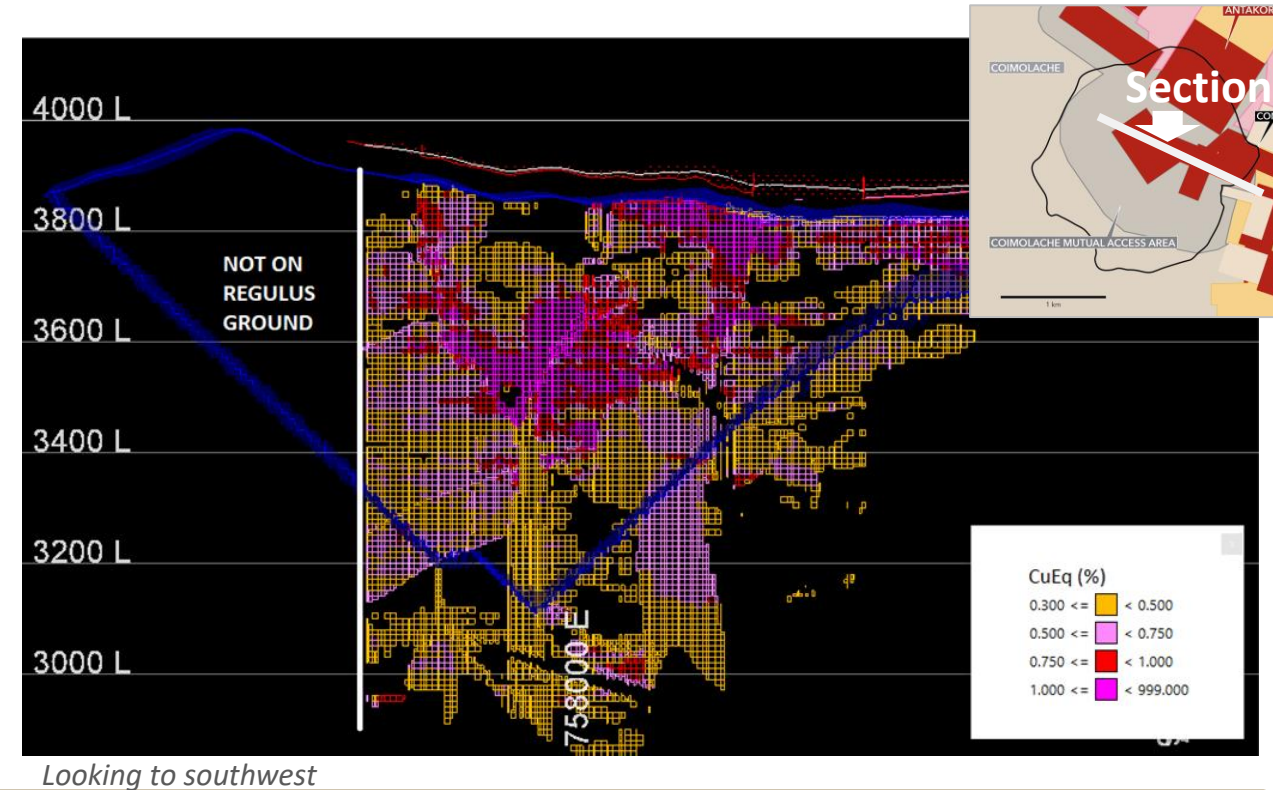 ANTAKOR
COIMOLACHE
Section
CO
COIMOLACHE MUTUAL ACCESS AREA
1 km
4000 L
3800 L
NOT ON
REGULUS
GROUND
3600 L
3400 L
3200 L
3000 L
758000 E
CuEq (%)
0.300 <= < 0.500
0.500 <= < 0.750
0.750 <= < 1.000
1.000 <= < 999.000
Looking to southwest